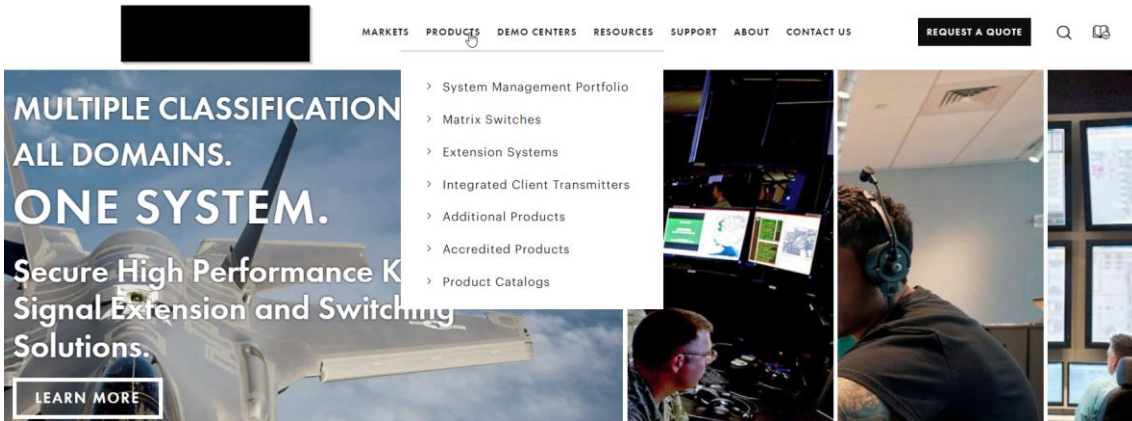 MARKETS PRODUCTS DEMO CENTERS RESOURCES SUPPORT ABOUT CONTACT US REQUEST A QUOTE
System Management Portfolio
Matrix Switches
Extension Systems
Integrated Client Transmitters
Additional Products
Accredited Products
Product Catalogs
MULTIPLE CLASSIFICATION
ALL DOMAINS.
ONE SYSTEM.
Secure High Performance K
Signal Extension and Switching
Solutions.
LEARN MORE